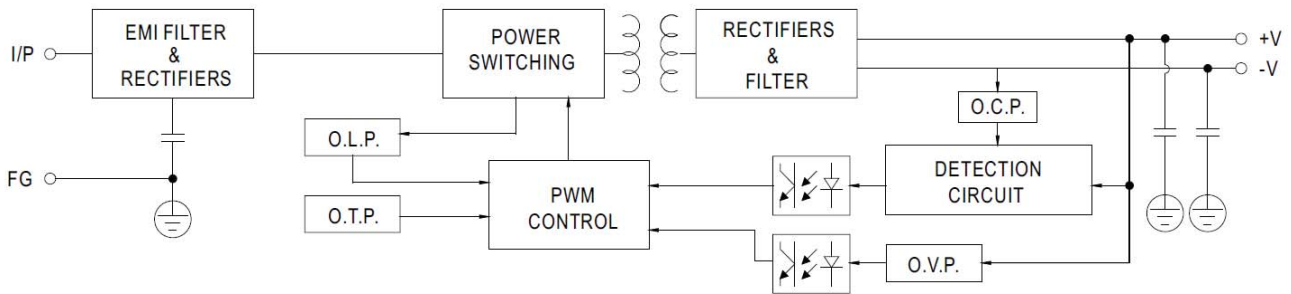 I/P
EMI FILTER
&
RECTIFIERS
POWER
SWITCHING
RECTIFIERS
&
FILTER
+V
-V
O.C.P.
O.L.P.
DETECTION
CIRCUIT
FG
PWM
CONTROL
O.T.P.
O.V.P.